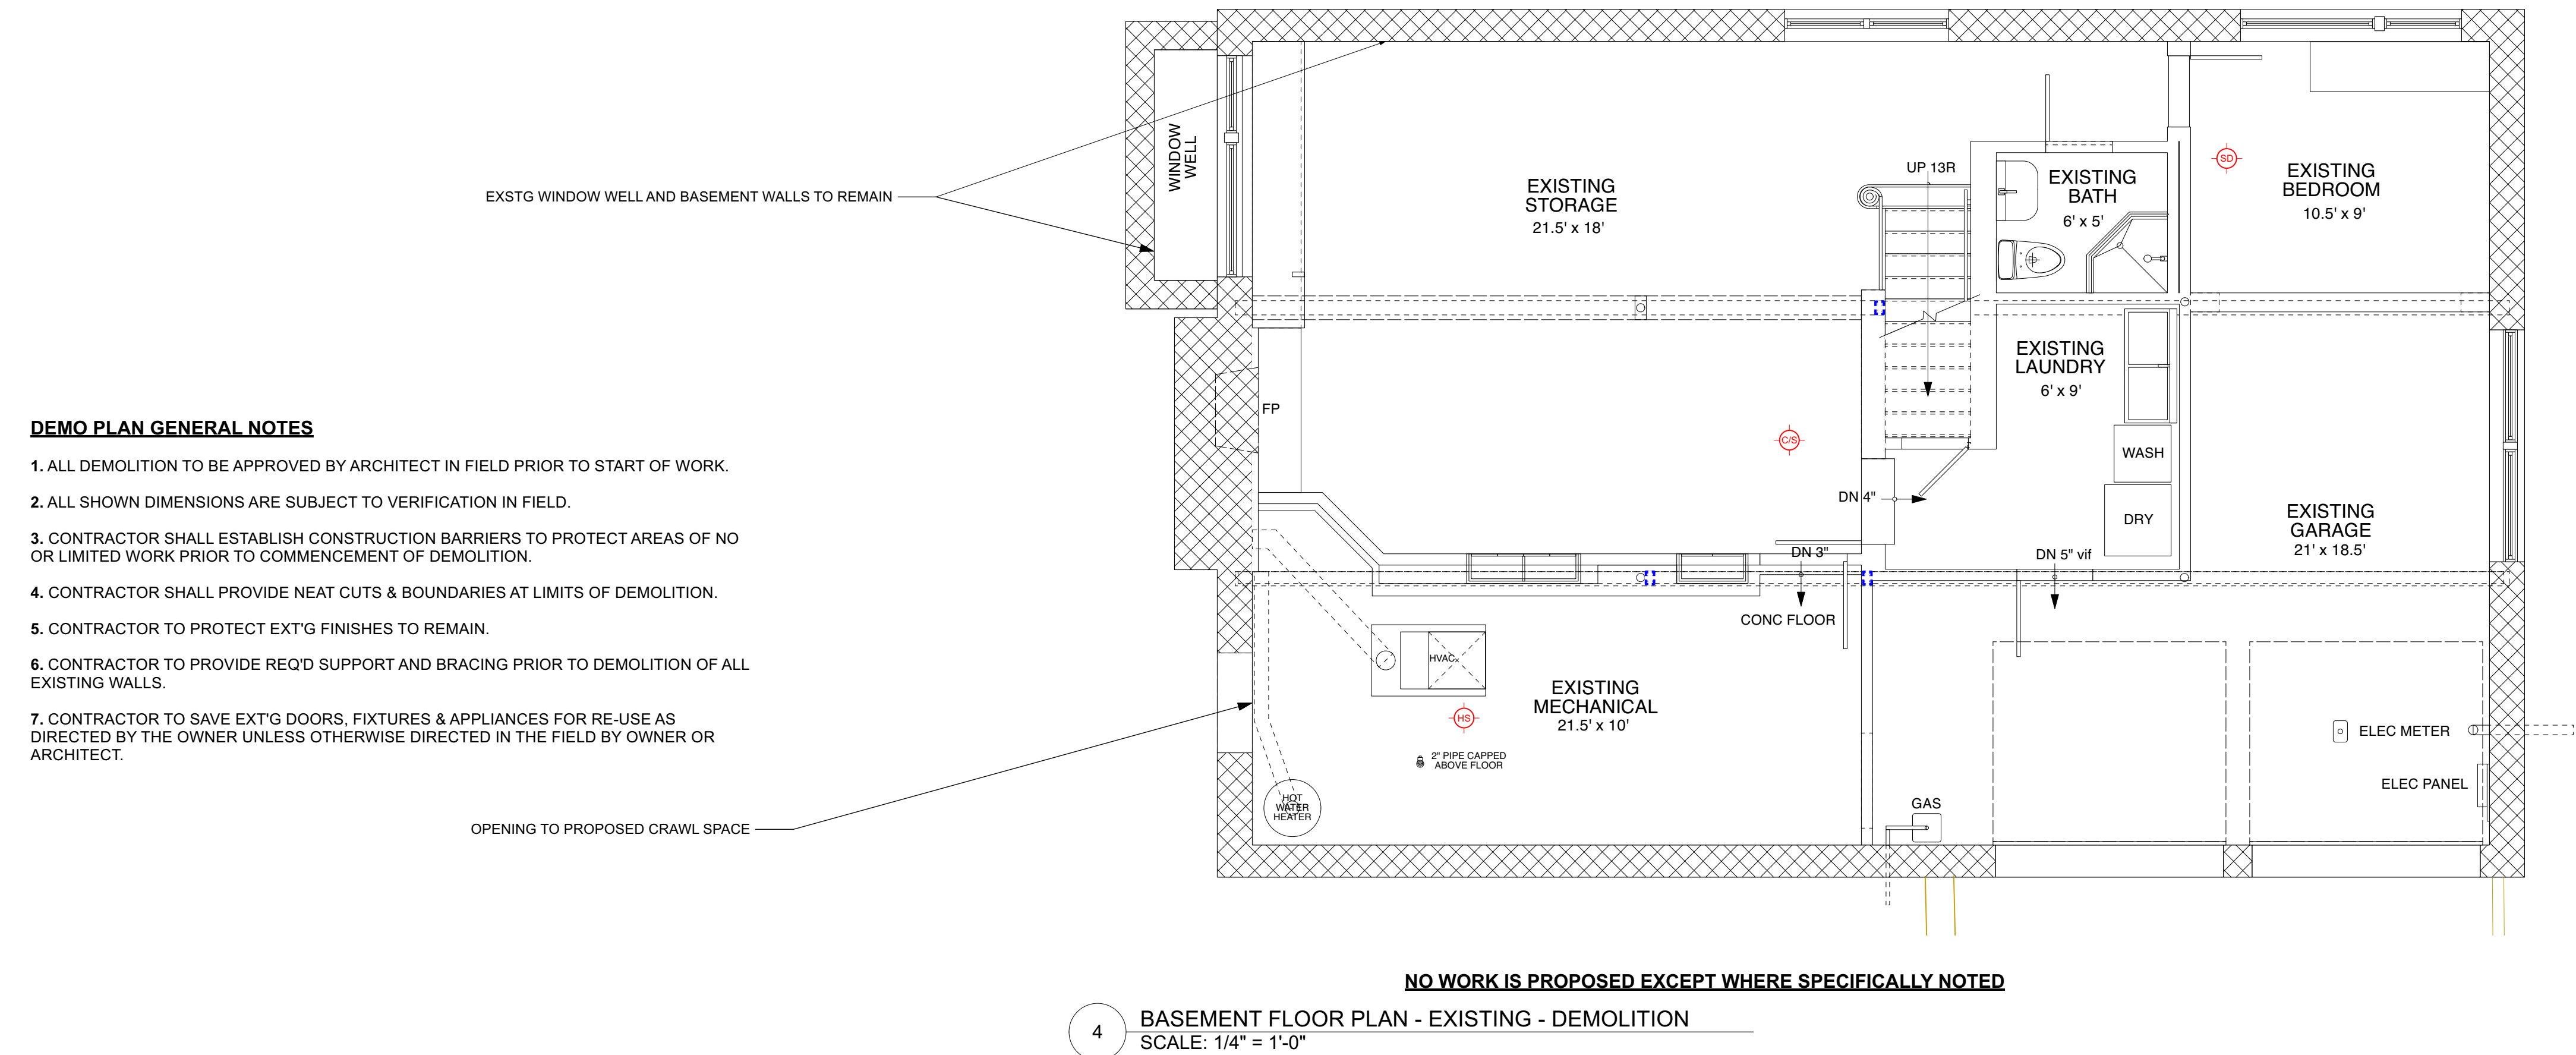 DEMO PLAN GENERAL NOTES
1. ALL DEMOLITION TO BE APPROVED BY ARCHITECT IN FIELD PRIOR TO START OF WORK.
2. ALL SHOWN DIMENSIONS ARE SUBJECT TO VERIFICATION IN FIELD.
3. CONTRACTOR SHALL ESTABLISH CONSTRUCTION BARRIERS TO PROTECT AREAS OF NO
OR LIMITED WORK PRIOR TO COMMENCEMENT OF DEMOLITION.
4. CONTRACTOR SHALL PROVIDE NEAT CUTS & BOUNDARIES AT LIMITS OF DEMOLITION.
5. CONTRACTOR TO PROTECT EXT'G FINISHES TO REMAIN.
6. CONTRACTOR TO PROVIDE REQ'D SUPPORT AND BRACING PRIOR TO DEMOLITION OF ALL
EXISTING WALLS.
7. CONTRACTOR TO SAVE EXT'G DOORS, FIXTURES & APPLIANCES FOR RE-USE AS
DIRECTED BY THE OWNER UNLESS OTHERWISE DIRECTED IN THE FIELD BY OWNER OR
ARCHITECT.
EXSTG WINDOW WELL AND BASEMENT WALLS TO REMAIN
OPENING TO PROPOSED CRAWL SPACE
WINDOW
WELL
EXISTING
STORAGE
21.5' x 18'
UP 13R
EXISTING
BATH
6' x 5'
SD
EXISTING
BEDROOM
10.5' x 9'
FP
C/S
EXISTING
LAUNDRY
6' x 9'
WASH
DRY
DN 4"
DN 3"
DN 5" vif
EXISTING
GARAGE
21' x 18.5'
CONC FLOOR
HVAC
EXISTING
MECHANICAL
21.5' x 10'
HS
2" PIPE CAPPED
ABOVE FLOOR
HOT
WATER
HEATER
GAS
ELEC METER
ELEC PANEL
NO WORK IS PROPOSED EXCEPT WHERE SPECIFICALLY NOTED
4
BASEMENT FLOOR PLAN - EXISTING - DEMOLITION
SCALE: 1/4" = 1'-0"